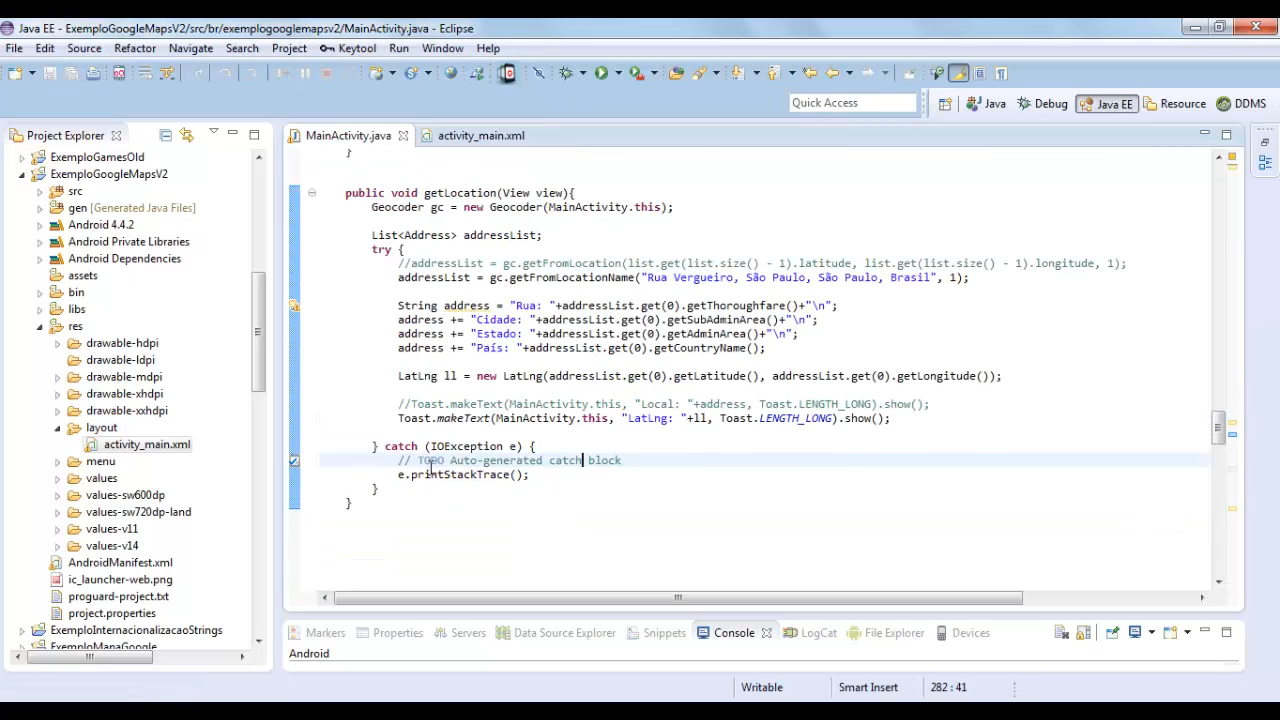 Java EE - ExemploGoogleMapsV2/src/br/exemplogooglemapsv2/MainActivity.java - Eclipse
File Edit Source Refactor Navigate Search Project Keytool Run Window Help
Quick Access
Java Debug Java EE Resource DDMS
Project Explorer
MainActivity.java activity_main.xml
ExemploGamesOld
ExemploGoogleMapsV2
src
gen [Generated Java Files]
Android 4.4.2
Android Private Libraries
Android Dependencies
assets
bin
libs
res
drawable-hdpi
drawable-ldpi
drawable-mdpi
drawable-xhdpi
drawable-xxhdpi
layout
activity_main.xml
menu
values
values-sw600dp
values-sw720dp-land
values-v11
values-v14
AndroidManifest.xml
ic_launcher-web.png
proguard-project.txt
project.properties
ExemploInternacionalizacaoStrings
ExemploMapaGoogle
}
public void getLocation(View view){
Geocoder gc = new Geocoder(MainActivity.this);
List<Address> addressList;
try {
//addressList = gc.getFromLocation(list.get(list.size() - 1).latitude, list.get(list.size() - 1).longitude, 1);
addressList = gc.getFromLocationName("Rua Vergueiro, São Paulo, São Paulo, Brasil", 1);
String address = "Rua: "+addressList.get(0).getThoroughfare()+"\n";
address += "Cidade: "+addressList.get(0).getSubAdminArea()+"\n";
address += "Estado: "+addressList.get(0).getAdminArea()+"\n";
address += "País: "+addressList.get(0).getCountryName();
LatLng ll = new LatLng(addressList.get(0).getLatitude(), addressList.get(0).getLongitude());
//Toast.makeText(MainActivity.this, "Local: "+address, Toast.LENGTH_LONG).show();
Toast.makeText(MainActivity.this, "LatLng: "+ll, Toast.LENGTH_LONG).show();
} catch (IOException e) {
// TODO Auto-generated catch block
e.printStackTrace();
}
}
Markers Properties Servers Data Source Explorer Snippets Console LogCat File Explorer Devices
Android
Writable Smart Insert 282 : 41